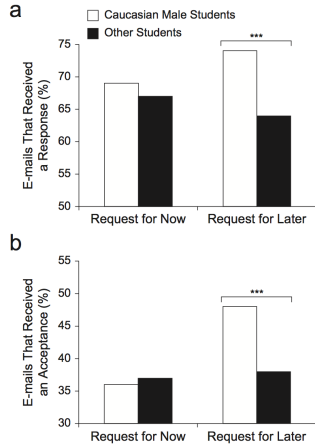 a
Caucasian Male Students
Other Students
E-mails That Received
a Response (%)
75
70
65
60
55
50
***
Request for Now
Request for Later
b
E-mails That Received
an Acceptance (%)
55
50
45
40
35
30
***
Request for Now
Request for Later